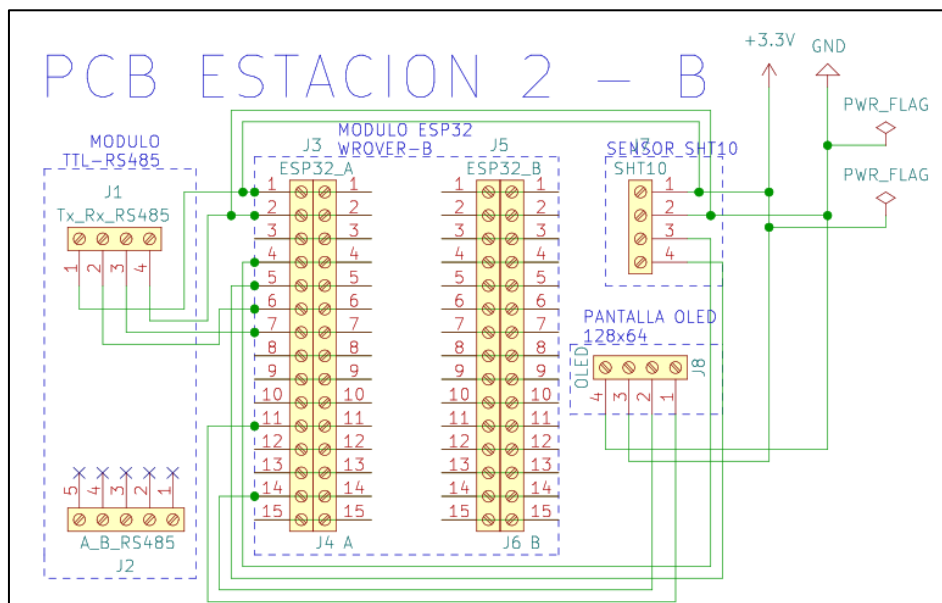 PCB ESTACION 2 - B
+3.3V
GND
PWR_FLAG
PWR_FLAG
MODULO
TTL-RS485
J1
Tx_Rx_RS485
1 2 3 4
5 4 3 2 1
A_B_RS485
J2
MODULO ESP32
WROVER-B
J3
ESP32_A
J5
ESP32_B
1 1 1 1
2 2 2 2
3 3 3 3
4 4 4 4
5 5 5 5
6 6 6 6
7 7 7 7
8 8 8 8
9 9 9 9
10 10 10 10
11 11 11 11
12 12 12 12
13 13 13 13
14 14 14 14
15 15 15 15
J4 A
J6 B
SENSOR SHT10
SHT10
1
2
3
4
PANTALLA OLED
128x64
OLED
J8
4 3 2 1